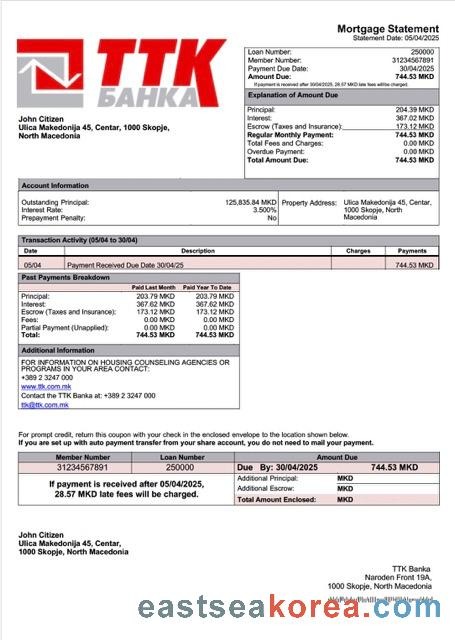 TTK
БАНКА
Mortgage Statement
Statement Date: 05/04/2025
Loan Number: 250000
Member Number: 31234567891
Payment Due Date: 30/04/2025
Amount Due: 744.53 MKD
If payment is received after 30/04/2025, 28.57 MKD late fees will be charged.
Explanation of Amount Due
Principal: 204.39 MKD
Interest: 367.02 MKD
Escrow (Taxes and Insurance): 173.12 MKD
Regular Monthly Payment: 744.53 MKD
Total Fees and Charges: 0.00 MKD
Overdue Payment: 0.00 MKD
Total Amount Due: 744.53 MKD
John Citizen
Ulica Makedonija 45, Centar, 1000 Skopje,
North Macedonia
Account Information
Outstanding Principal: 125,835.84 MKD
Interest Rate: 3.500%
Prepayment Penalty: No
Property Address: Ulica Makedonija 45, Centar,
1000 Skopje, North
Macedonia
Transaction Activity (05/04 to 30/04)
Date Description Charges Payments
05/04 Payment Received Due Date 30/04/25 744.53 MKD
Past Payments Breakdown
Paid Last Month Paid Year To Date
Principal: 203.79 MKD 203.79 MKD
Interest: 367.62 MKD 367.62 MKD
Escrow (Taxes and Insurance): 173.12 MKD 173.12 MKD
Fees: 0.00 MKD 0.00 MKD
Partial Payment (Unapplied): 0.00 MKD 0.00 MKD
Total: 744.53 MKD 744.53 MKD
Additional Information
FOR INFORMATION ON HOUSING COUNSELING AGENCIES OR
PROGRAMS IN YOUR AREA CONTACT:
+389 2 3247 000
www.ttk.com.mk
Contact the TTK Banka at: +389 2 3247 000
ttk@ttk.com.mk
For prompt credit, return this coupon with your check in the enclosed envelope to the location shown below.
If you are set up with auto payment transfer from your share account, you do not need to mail your payment.
Member Number Loan Number Amount Due
31234567891 250000 Due By: 30/04/2025 744.53 MKD
If payment is received after 05/04/2025,
28.57 MKD late fees will be charged.
Additional Principal: MKD
Additional Escrow: MKD
Total Amount Enclosed: MKD
John Citizen
Ulica Makedonija 45, Centar,
1000 Skopje, North Macedonia
TTK Banka
Naroden Front 19A,
1000 Skopje, North Macedonia
eastseakorea.com